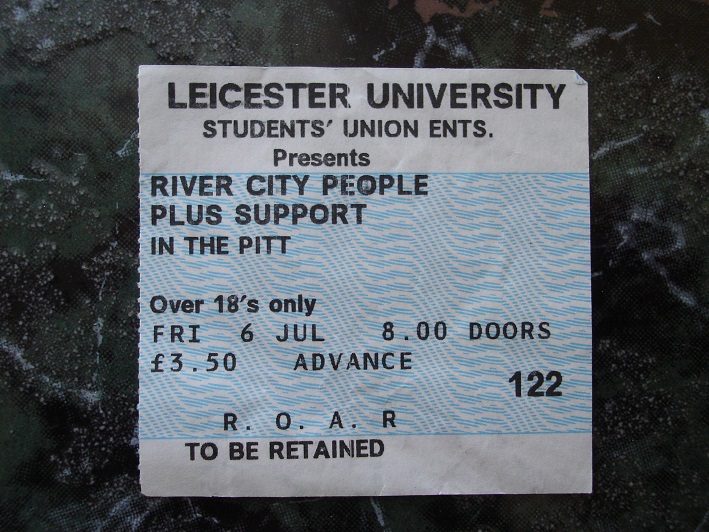 LEICESTER UNIVERSITY
STUDENTS' UNION ENTS.
Presents
RIVER CITY PEOPLE
PLUS SUPPORT
IN THE PITT
Over 18's only
FRI 6 JUL 8.00 DOORS
£3.50 ADVANCE
122
R. O. A. R
TO BE RETAINED